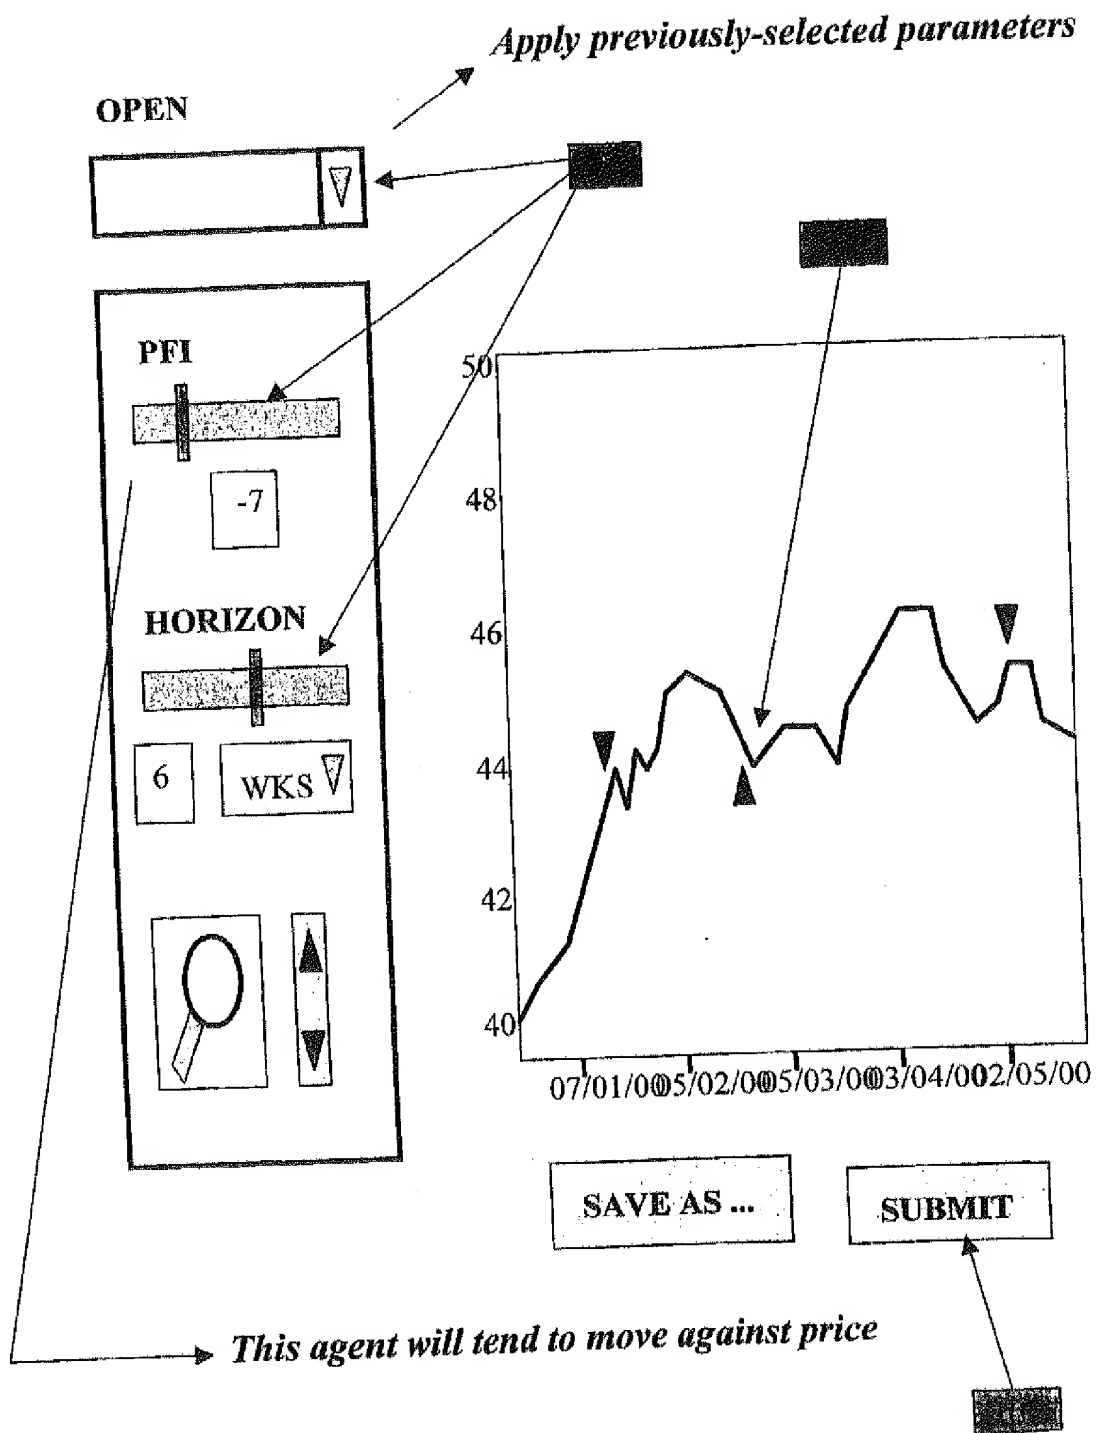 Apply previously-selected parameters
OPEN
PFI
-7
HORIZON
6
WKS
50
48
46
44
42
40
07/01/00
05/02/00
05/03/00
03/04/00
02/05/00
SAVE AS ...
SUBMIT
This agent will tend to move against price